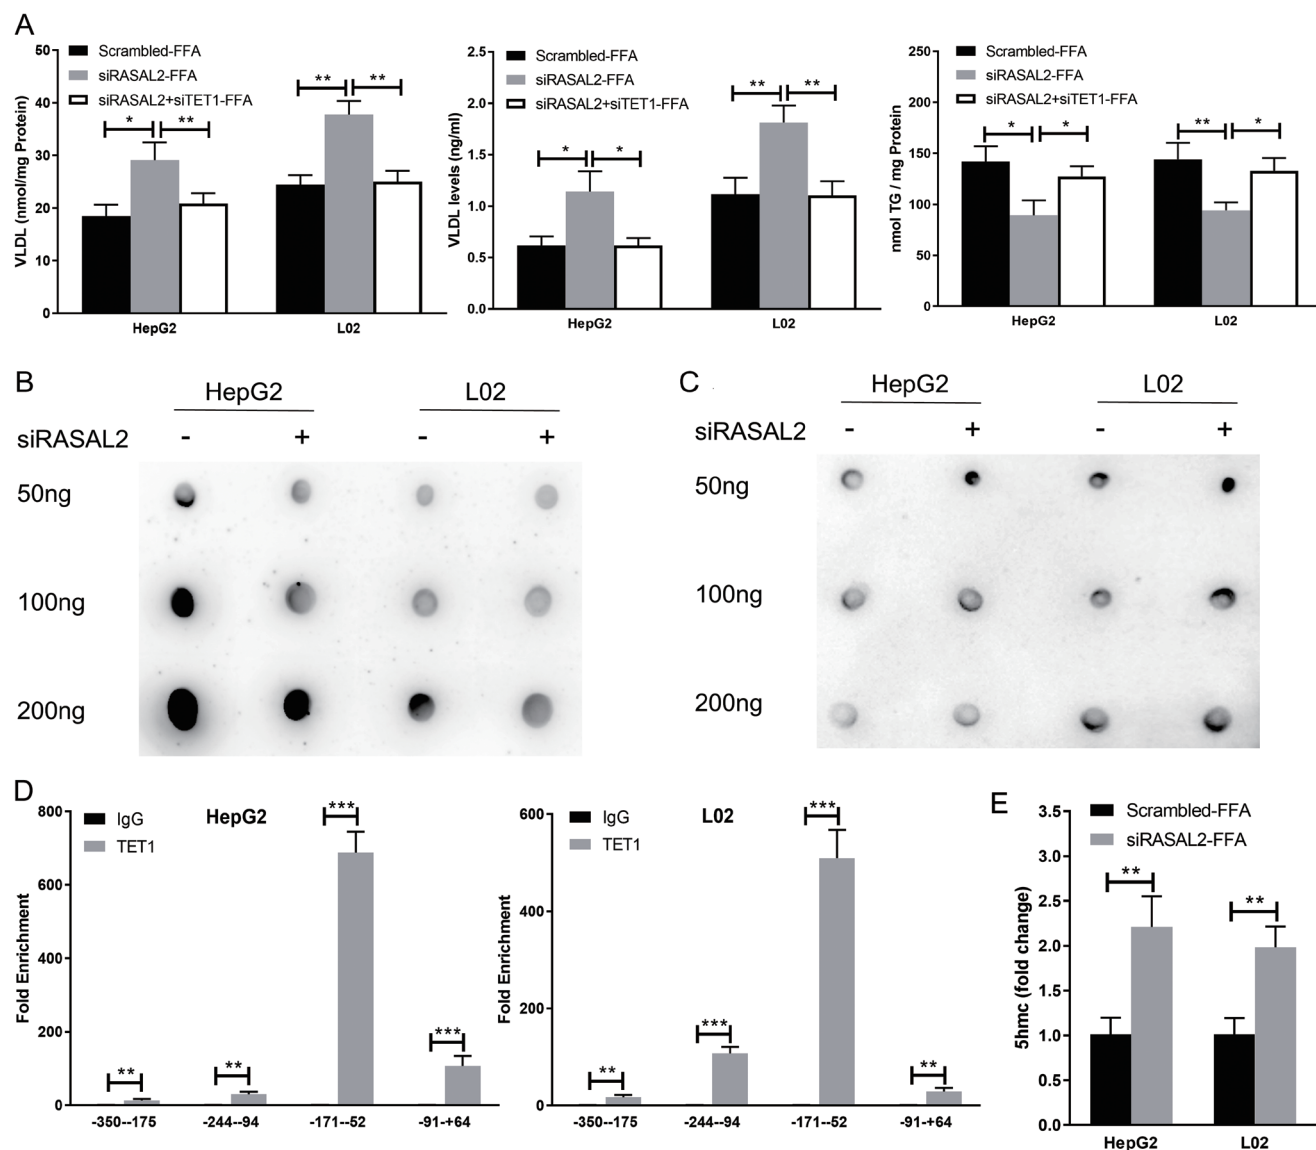 A
Scrambled-FFA
siRASAL2-FFA
siRASAL2+siTET1-FFA
VLDL (nmol/mg Protein)
50
40
30
20
10
0
* ** ** **
HepG2 L02
Scrambled-FFA
siRASAL2-FFA
siRASAL2+siTET1-FFA
VLDL levels (ng/ml)
2.5
2.0
1.5
1.0
0.5
0.0
* * ** **
HepG2 L02
Scrambled-FFA
siRASAL2-FFA
siRASAL2+siTET1-FFA
nmol TG / mg Protein
250
200
150
100
50
0
* * ** *
HepG2 L02
B
HepG2 L02
siRASAL2 - + - +
50ng
100ng
200ng
C
HepG2 L02
siRASAL2 - + - +
50ng
100ng
200ng
D
IgG
TET1
HepG2
Fold Enrichment
800
600
400
200
0
** ** *** ***
-350--175 -244--94 -171--52 -91-+64
IgG
TET1
L02
Fold Enrichment
600
400
200
0
** *** *** **
-350--175 -244--94 -171--52 -91-+64
E
Scrambled-FFA
siRASAL2-FFA
5hmc (fold change)
3.5
3.0
2.5
2.0
1.5
1.0
0.5
0.0
** **
HepG2 L02